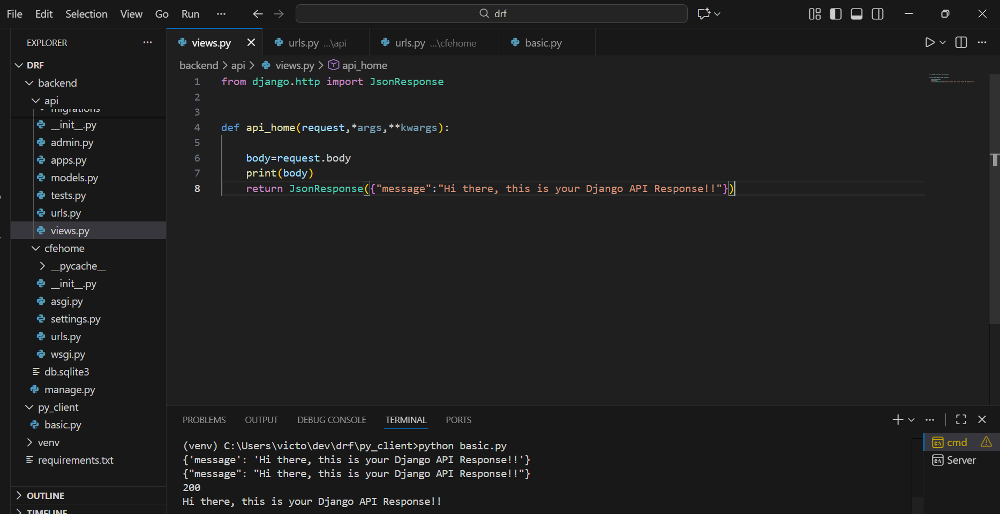 File Edit Selection View Go Run ··· drf
EXPLORER ···
DRF
backend
api
migrations
__init__.py
admin.py
apps.py
models.py
tests.py
urls.py
views.py
cfehome
__pycache__
__init__.py
asgi.py
settings.py
urls.py
wsgi.py
db.sqlite3
manage.py
py_client
basic.py
venv
requirements.txt
OUTLINE
TIMELINE
views.py urls.py ...\api urls.py ...\cfehome basic.py
backend > api > views.py > api_home
1 from django.http import JsonResponse
2
3
4 def api_home(request,*args,**kwargs):
5
6 body=request.body
7 print(body)
8 return JsonResponse({"message":"Hi there, this is your Django API Response!!"})
PROBLEMS OUTPUT DEBUG CONSOLE TERMINAL PORTS
(venv) C:\Users\victo\dev\drf\py_client>python basic.py
{'message': 'Hi there, this is your Django API Response!!'}
{"message": "Hi there, this is your Django API Response!!"}
200
Hi there, this is your Django API Response!!
cmd
Server